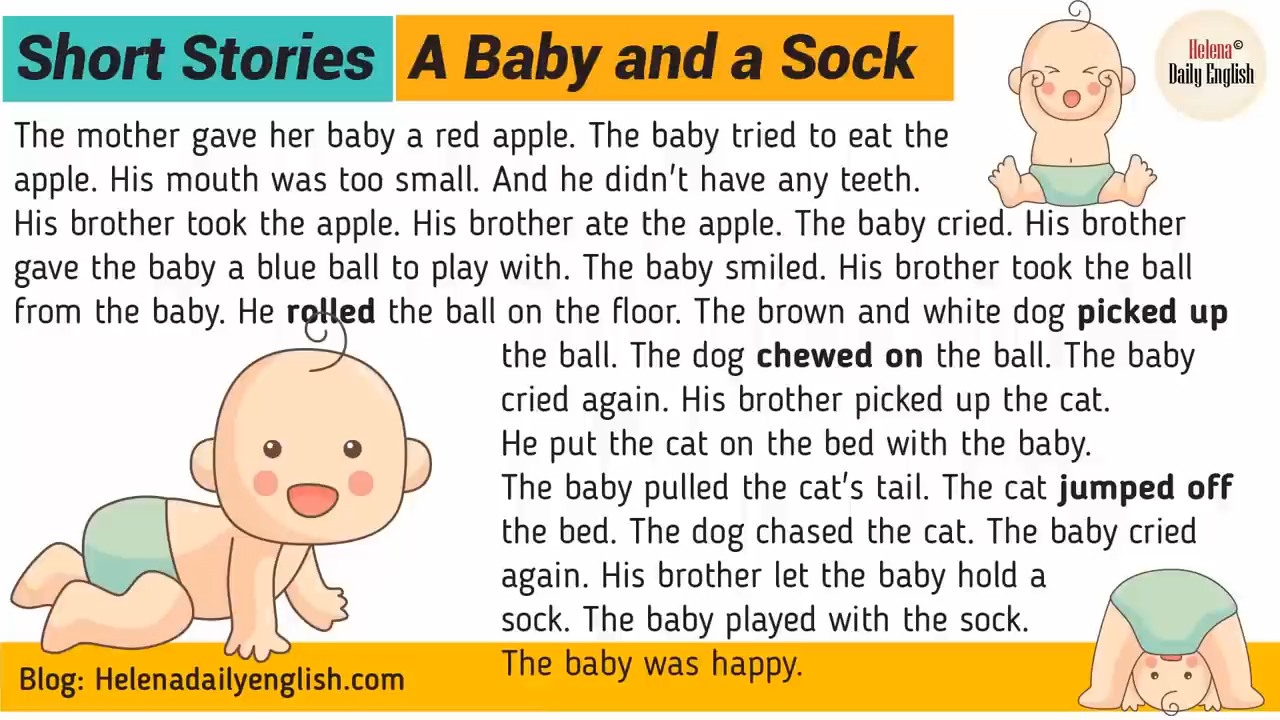 Short Stories A Baby and a Sock
Helena©
Daily English
The mother gave her baby a red apple. The baby tried to eat the
apple. His mouth was too small. And he didn't have any teeth.
His brother took the apple. His brother ate the apple. The baby cried. His brother
gave the baby a blue ball to play with. The baby smiled. His brother took the ball
from the baby. He rolled the ball on the floor. The brown and white dog picked up
the ball. The dog chewed on the ball. The baby
cried again. His brother picked up the cat.
He put the cat on the bed with the baby.
The baby pulled the cat's tail. The cat jumped off
the bed. The dog chased the cat. The baby cried
again. His brother let the baby hold a
sock. The baby played with the sock.
The baby was happy.
Blog: Helenadailyenglish.com